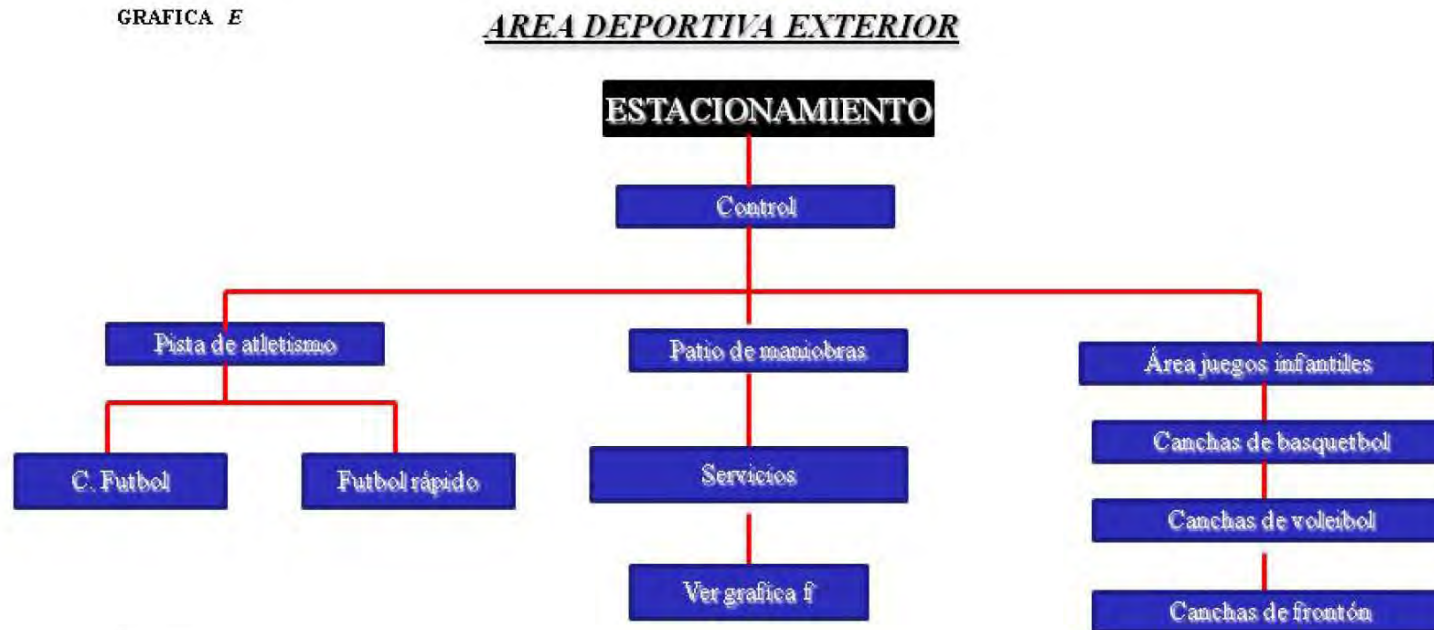 GRAFICA E
AREA DEPORTIVA EXTERIOR
ESTACIONAMIENTO
Control
Pista de atletismo
Patio de maniobras
Área juegos infantiles
C. Futbol
Futbol rápido
Servicios
Canchas de basquetbol
Canchas de voleibol
Ver grafica f
Canchas de frontón